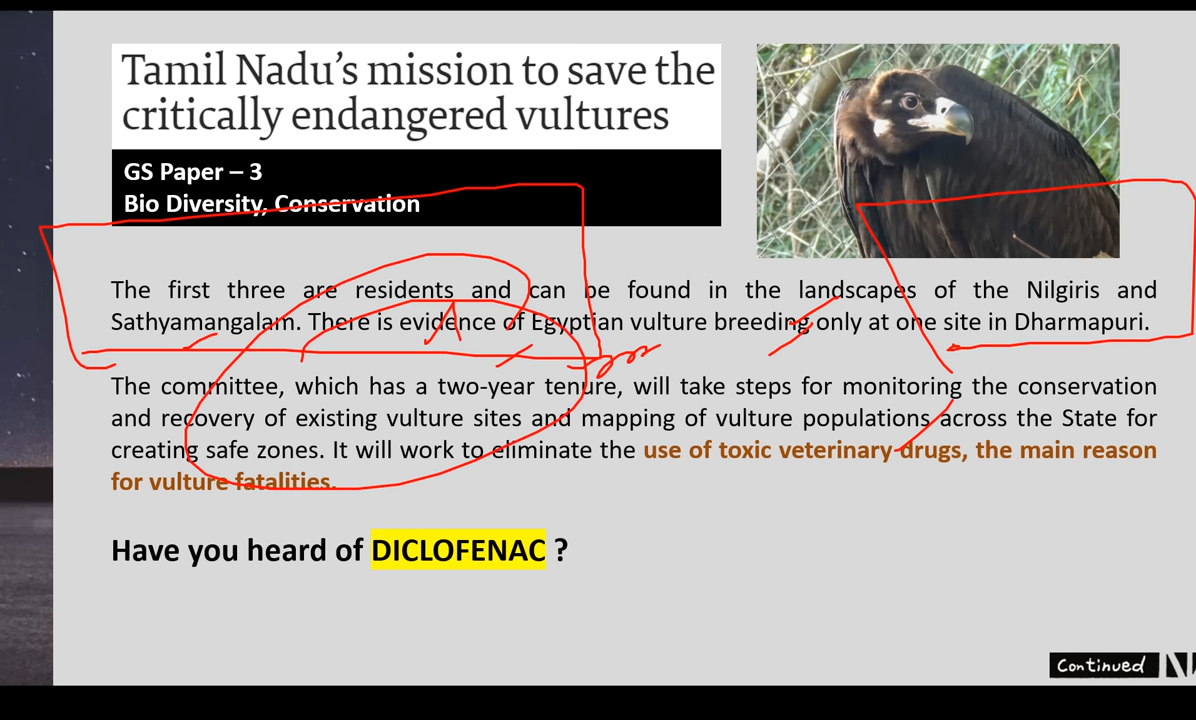 Tamil Nadu's mission to save the
critically endangered vultures
GS Paper – 3
Bio Diversity, Conservation
The first three are residents and can be found in the landscapes of the Nilgiris and
Sathyamangalam. There is evidence of Egyptian vulture breeding only at one site in Dharmapuri.
The committee, which has a two-year tenure, will take steps for monitoring the conservation
and recovery of existing vulture sites and mapping of vulture populations across the State for
creating safe zones. It will work to eliminate the use of toxic veterinary drugs, the main reason
for vulture fatalities.
Have you heard of DICLOFENAC ?
Continued